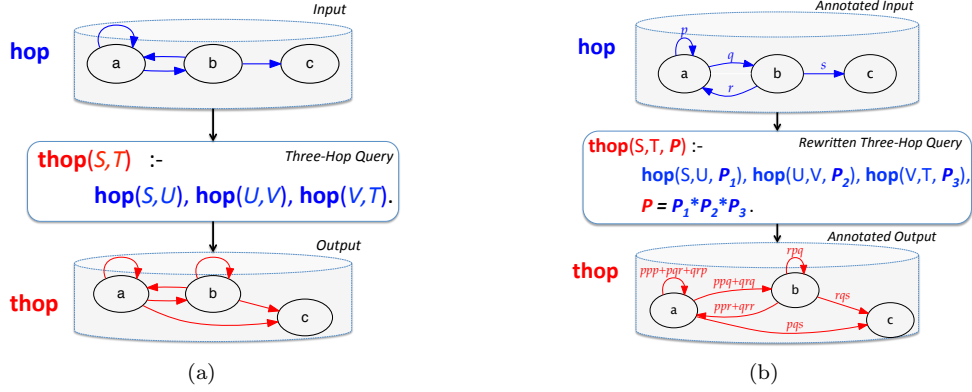 Input
hop
a
b
c
thop(S,T) :-
Three-Hop Query
hop(S,U), hop(U,V), hop(V,T).
Output
thop
a
b
c
(a)
Annotated Input
hop
p
q
r
s
a
b
c
thop(S,T, P) :-
Rewritten Three-Hop Query
hop(S,U, P1), hop(U,V, P2), hop(V,T, P3),
P = P1*P2*P3 .
Annotated Output
thop
rpq
ppp+pqr+qrp
ppq+qrq
b
ppr+qrr
rqs
a
c
pqs
(b)